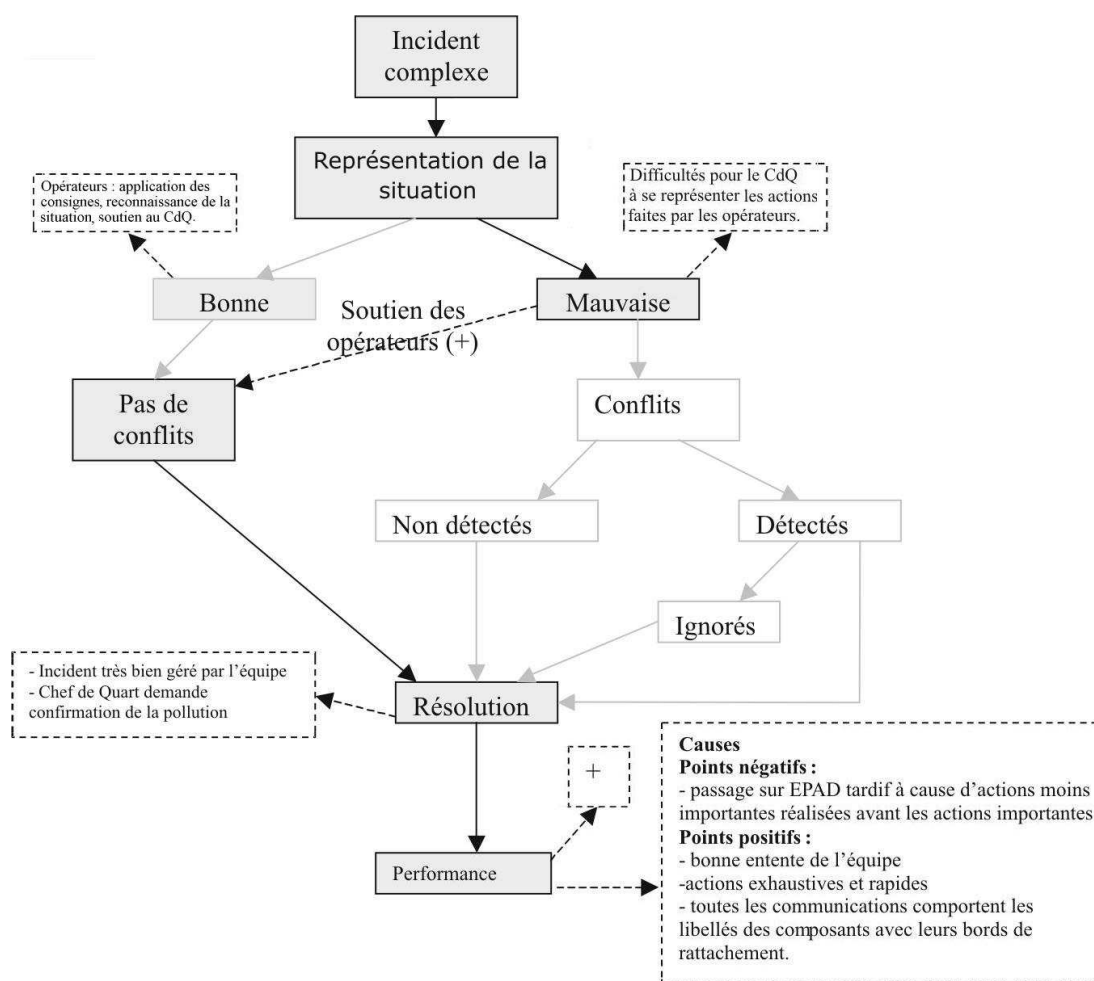 Incident
complexe
Représentation de la
situation
Opérateurs : application des
consignes, reconnaissance de la
situation, soutien au CdQ.
Difficultés pour le CdQ
à se représenter les actions
faites par les opérateurs.
Bonne
Soutien des
opérateurs (+)
Mauvaise
Pas de
conflits
Conflits
Non détectés
Détectés
Ignorés
- Incident très bien géré par l’équipe
- Chef de Quart demande
confirmation de la pollution
Résolution
+
Performance
Causes
Points négatifs :
- passage sur EPAD tardif à cause d’actions moins
importantes réalisées avant les actions importantes
Points positifs :
- bonne entente de l’équipe
-actions exhaustives et rapides
- toutes les communications comportent les
libellés des composants avec leurs bords de
rattachement.